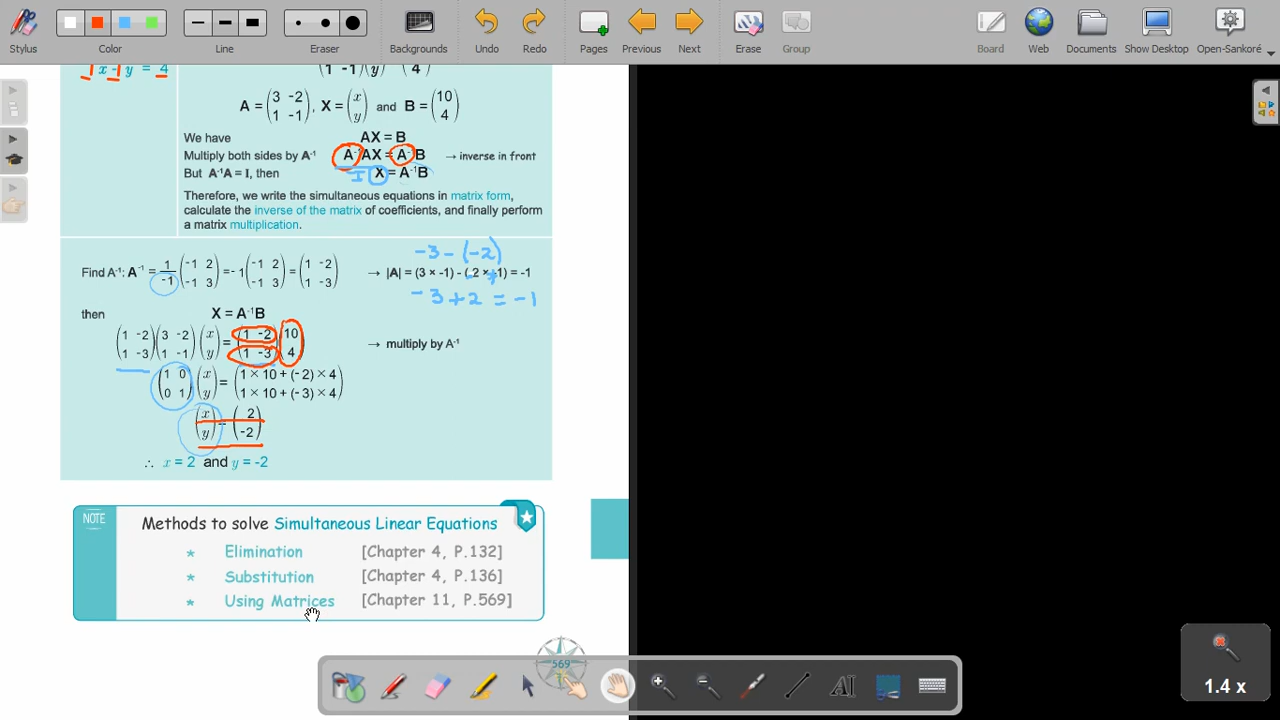 Stylus Color Line Eraser Backgrounds Undo Redo Pages Previous Next Erase Group Board Web Documents Show Desktop Open-Sankoré
1 x - 1 y = 4
(1 -1)(y) (4)
A = (3 -2
1 -1), X = (x
y) and B = (10
4)
We have AX = B
Multiply both sides by A⁻¹ A⁻¹AX = A⁻¹B → inverse in front
But A⁻¹A = I, then I X = A⁻¹B
Therefore, we write the simultaneous equations in matrix form,
calculate the inverse of the matrix of coefficients, and finally perform
a matrix multiplication.
-3 - (-2)
Find A⁻¹: A⁻¹ = 1/-1 (-1 2
-1 3) = - 1(-1 2
-1 3) = (1 -2
1 -3) → |A| = (3 × -1) - (-2 × 1) = -1
-3 + 2 = -1
then X = A⁻¹B
(1 -2
1 -3)(3 -2
1 -1)(x
y) = (1 -2
1 -3)(10
4) → multiply by A⁻¹
(1 0
0 1)(x
y) = (1 × 10 + (-2) × 4
1 × 10 + (-3) × 4)
(x
y) = (2
-2)
∴ x = 2 and y = -2
NOTE
Methods to solve Simultaneous Linear Equations
* Elimination [Chapter 4, P.132]
* Substitution [Chapter 4, P.136]
* Using Matrices [Chapter 11, P.569]
569
1.4 x